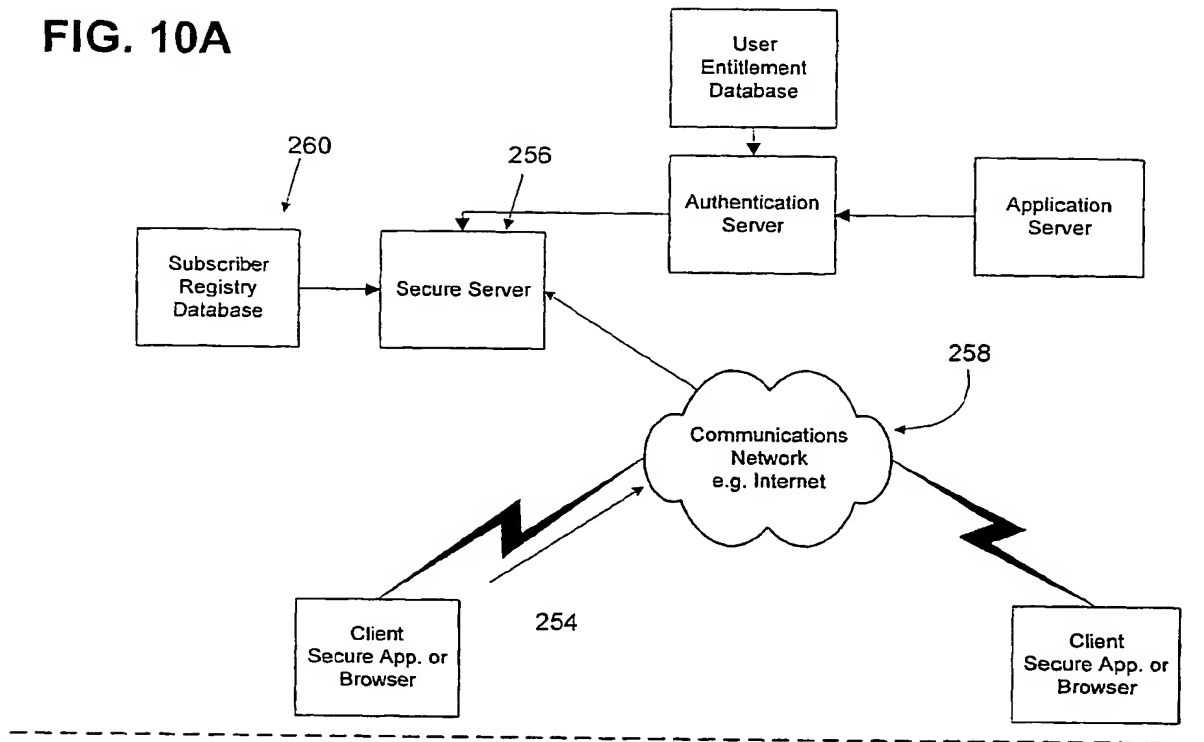 FIG. 10A
User
Entitlement
Database
260
256
Authentication
Server
Application
Server
Subscriber
Registry
Database
Secure Server
258
Communications
Network
e.g. Internet
254
Client
Secure App. or
Browser
Client
Secure App. or
Browser